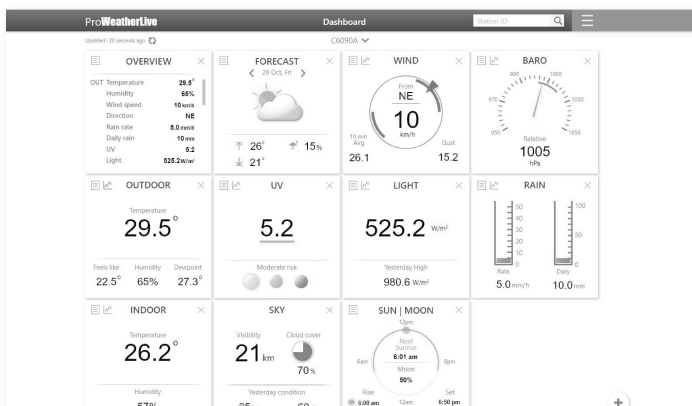 ProWeatherLive
Dashboard
Station ID
Updated : 20 seconds ago
C6090A
OVERVIEW
OUT Temperature 29.5°
Humidity 65%
Wind speed 10 km/h
Direction NE
Rain rate 5.0 mm/h
Daily rain 10 mm
UV 5.2
Light 525.2 W/m²
FORECAST
26 Oct, Fri
26° 15%
21°
WIND
From
NE
10
km/h
10 min
Avg
26.1
Gust
15.2
BARO
990 1000
970 1030
950 1050
Relative
1005
hPa
OUTDOOR
Temperature
29.5°
Feels like Humidity Dewpoint
22.5° 65% 27.3°
UV
5.2
Moderate risk
LIGHT
525.2 W/m²
Yesterday High
980.6 W/m²
RAIN
50 100
40
30
50
20
10
0 0
Rate Daily
5.0 mm/h 10.0 mm
INDOOR
Temperature
26.2°
Humidity
57%
SKY
Visibility Cloud cover
21 km
70%
Yesterday condition
SUN | MOON
12pm
Next
Sunrise
6:01 am
6am 6pm
Moon
50%
Rise Set
6:00 am 12am 6:50 pm